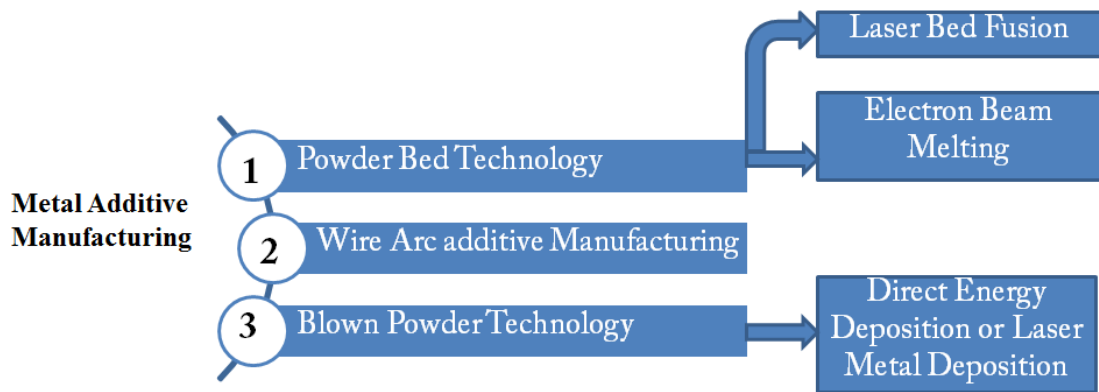 Metal Additive
Manufacturing
1
Powder Bed Technology
2
Wire Arc additive Manufacturing
3
Blown Powder Technology
Laser Bed Fusion
Electron Beam
Melting
Direct Energy
Deposition or Laser
Metal Deposition